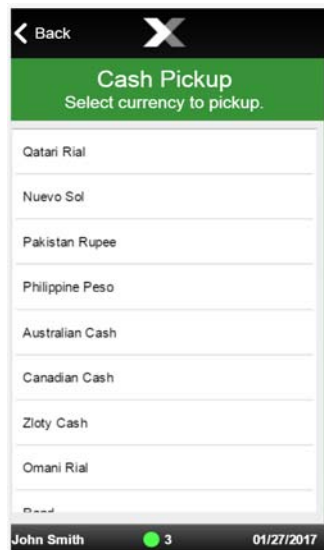 Back
Cash Pickup
Select currency to pickup.
Qatari Rial
Nuevo Sol
Pakistan Rupee
Philippine Peso
Australian Cash
Canadian Cash
Zloty Cash
Omani Rial
John Smith 3 01/27/2017